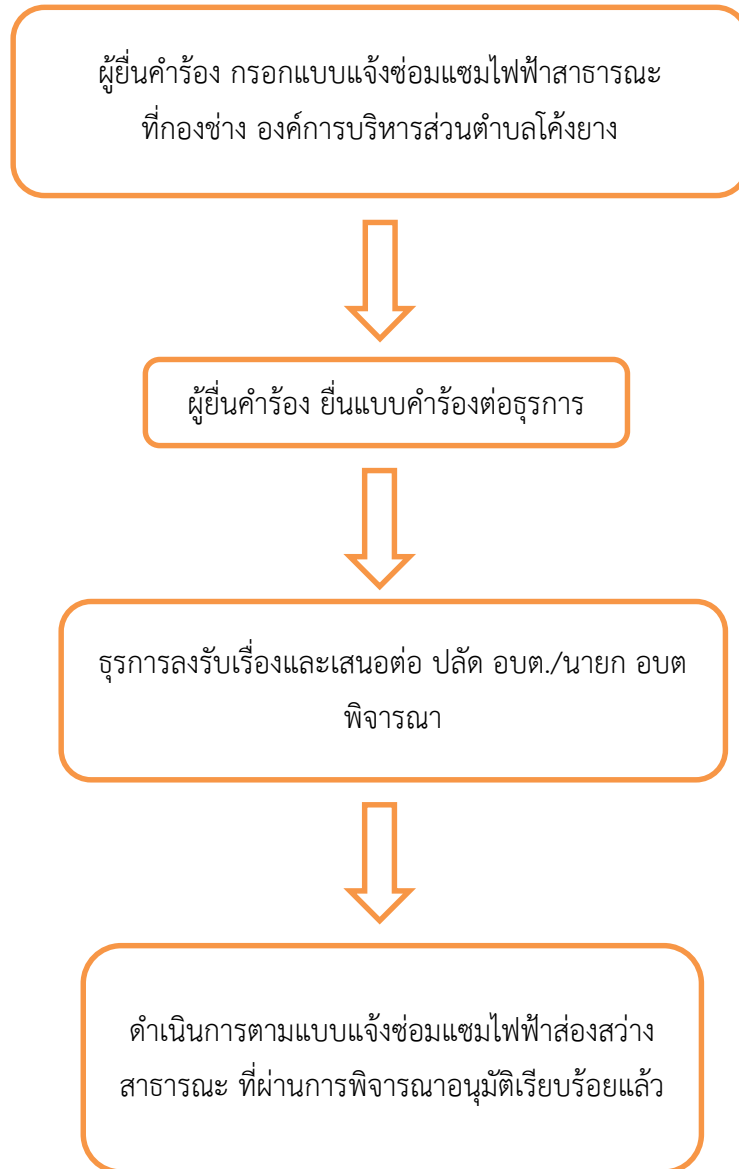 ผู้ยื่นคำร้อง กรอกแบบแจ้งซ่อมแซมไฟฟ้าสาธารณะ
ที่กองช่าง องค์การบริหารส่วนตำบลโค้งยาง
ผู้ยื่นคำร้อง ยื่นแบบคำร้องต่อธุรการ
ธุรการลงรับเรื่องและเสนอต่อ ปลัด อบต./นายก อบต
พิจารณา
ดำเนินการตามแบบแจ้งซ่อมแซมไฟฟ้าส่องสว่าง
สาธารณะ ที่ผ่านการพิจารณาอนุมัติเรียบร้อยแล้ว